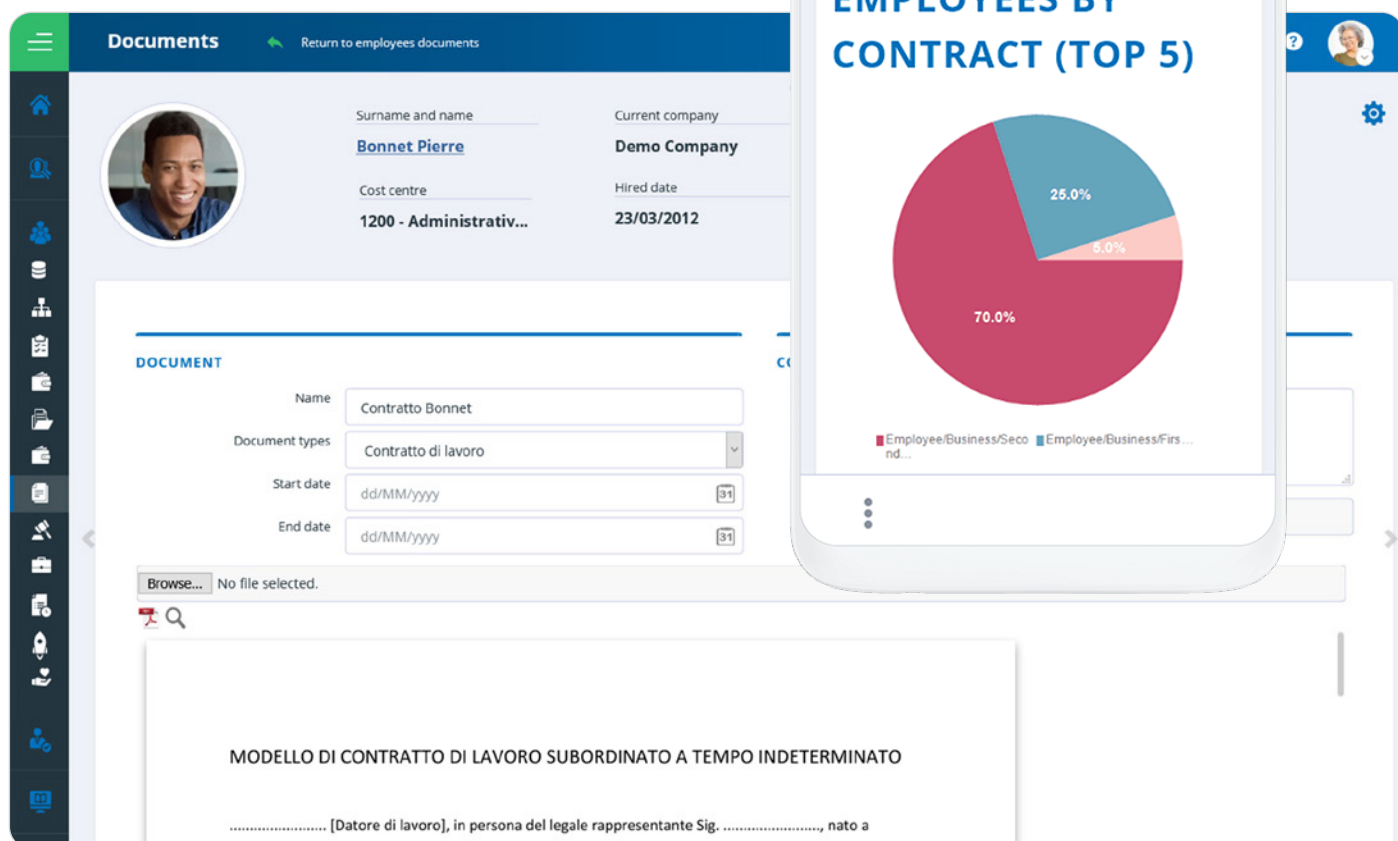 Documents
Return to employees documents
?
Surname and name
Bonnet Pierre
Current company
Demo Company
Cost centre
1200 - Administrativ...
Hired date
23/03/2012
EMPLOYEES BY
CONTRACT (TOP 5)
25.0%
5.0%
70.0%
Employee/Business/Seco
nd...
Employee/Business/Firs...
DOCUMENT
Name
Contratto Bonnet
Document types
Contratto di lavoro
Start date
dd/MM/yyyy
31
End date
dd/MM/yyyy
31
Browse... No file selected.
MODELLO DI CONTRATTO DI LAVORO SUBORDINATO A TEMPO INDETERMINATO
........................ [Datore di lavoro], in persona del legale rappresentante Sig. ........................, nato a